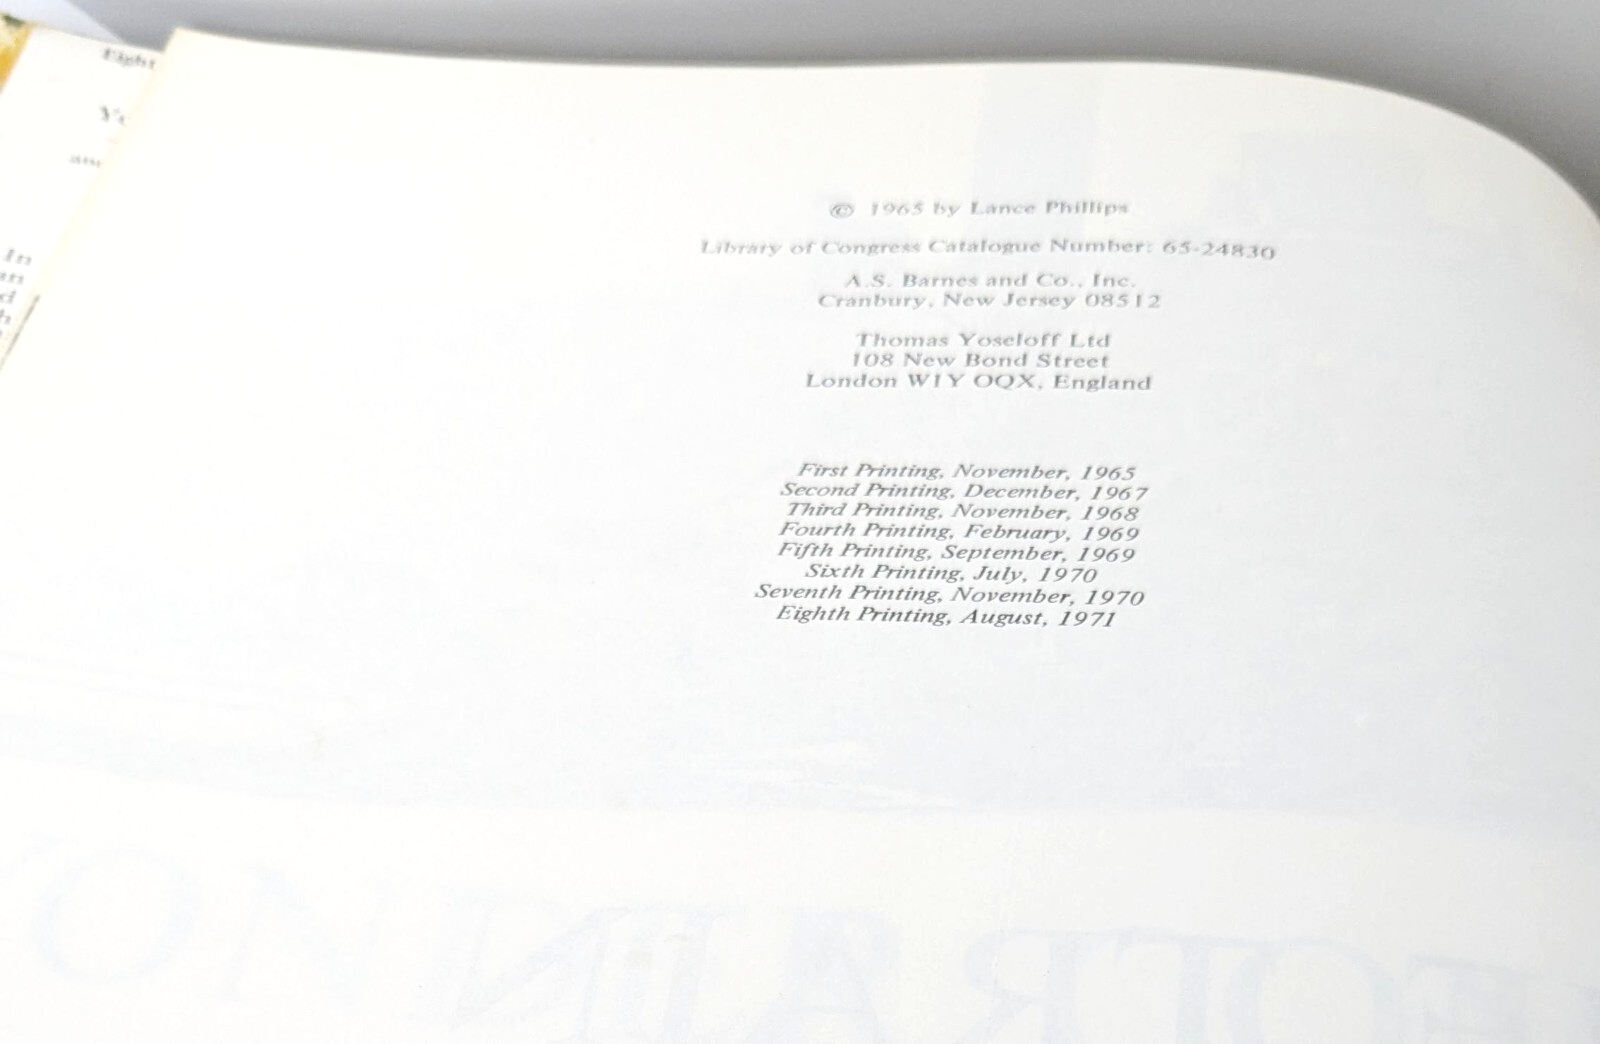 Eight
In
© 1965 by Lance Phillips
Library of Congress Catalogue Number: 65-24830
A.S. Barnes and Co., Inc.
Cranbury, New Jersey 08512
Thomas Yoseloff Ltd
108 New Bond Street
London W1Y OQX, England
First Printing, November, 1965
Second Printing, December, 1967
Third Printing, November, 1968
Fourth Printing, February, 1969
Fifth Printing, September, 1969
Sixth Printing, July, 1970
Seventh Printing, November, 1970
Eighth Printing, August, 1971